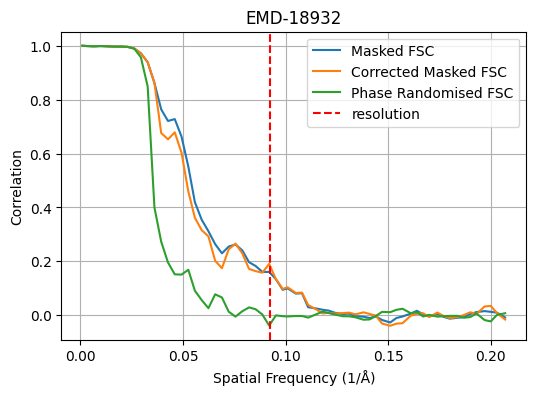 EMD-18932
Masked FSC
Corrected Masked FSC
Phase Randomised FSC
resolution
Correlation
1.0
0.8
0.6
0.4
0.2
0.0
0.00 0.05 0.10 0.15 0.20
Spatial Frequency (1/Å)